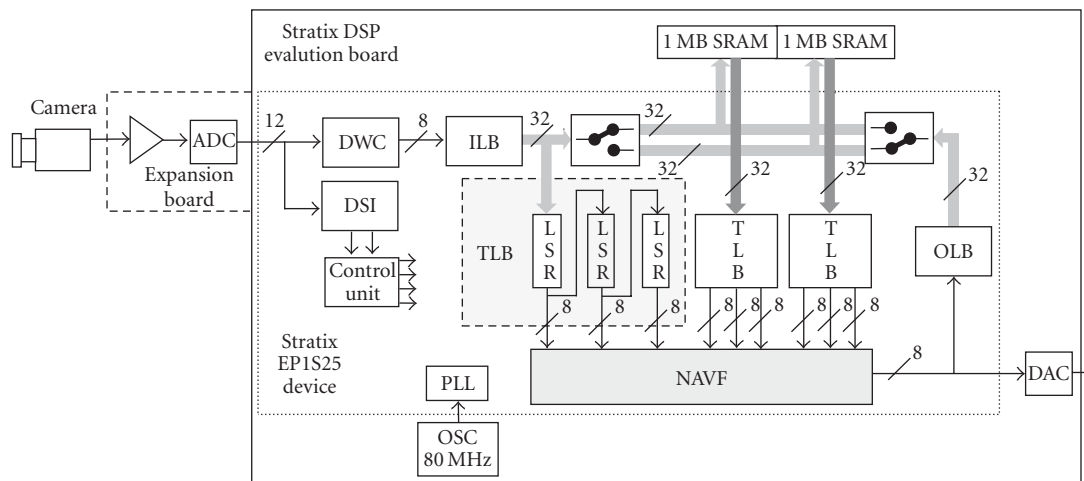 Stratix DSP
evalution board
1 MB SRAM
1 MB SRAM
Camera
ADC
Expansion
board
12
DWC
8
ILB
32
32
32
32
32
32
DSI
Control
unit
TLB
L
S
R
L
S
R
L
S
R
T
L
B
T
L
B
OLB
8
8
8
8
8
8
8
8
8
Stratix
EP1S25
device
NAVF
8
DAC
PLL
OSC
80 MHz